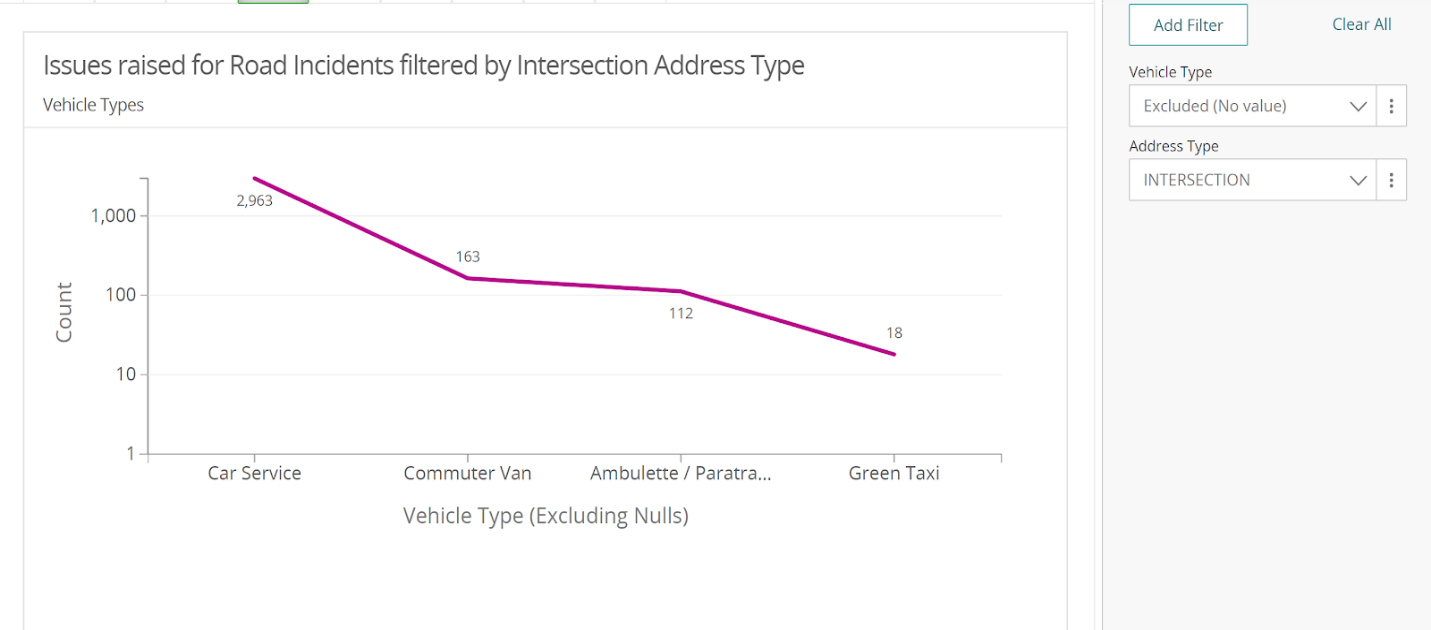 Add Filter
Clear All
Issues raised for Road Incidents filtered by Intersection Address Type
Vehicle Types
Vehicle Type
Excluded (No value)
Address Type
INTERSECTION
2,963
163
112
18
1,000
100
10
1
Count
Car Service
Commuter Van
Ambulette / Paratra...
Green Taxi
Vehicle Type (Excluding Nulls)